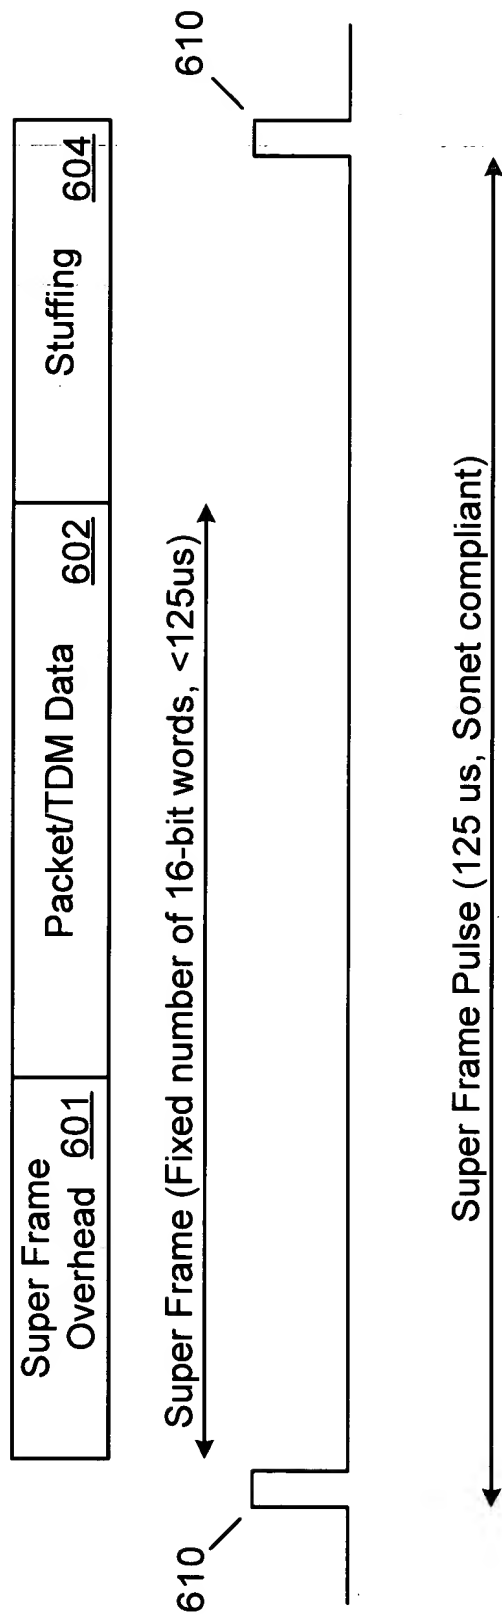 Super Frame
Overhead 601
Packet/TDM Data 602
Stuffing 604
Super Frame (Fixed number of 16-bit words, <125us)
610
610
Super Frame Pulse (125 us, Sonet compliant)